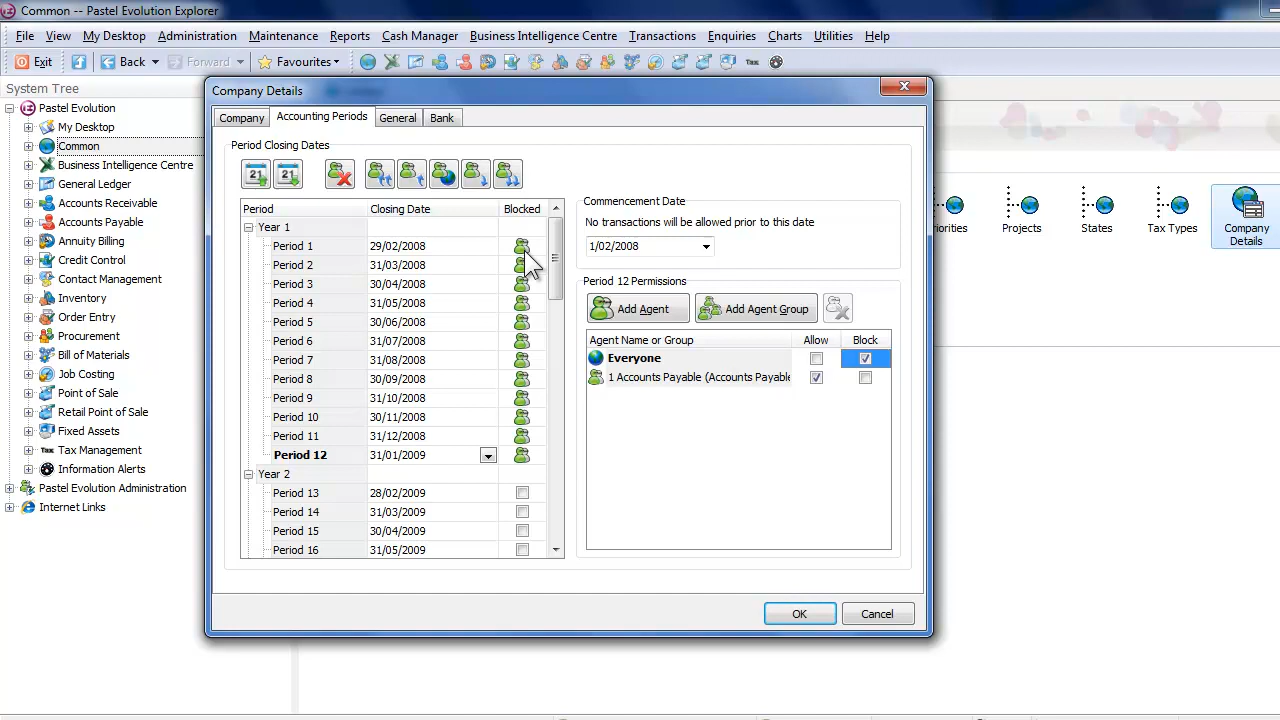 Common -- Pastel Evolution Explorer
File View My Desktop Administration Maintenance Reports Cash Manager Business Intelligence Centre Transactions Enquiries Charts Utilities Help
Exit Back Forward Favourites Tax
System Tree
Pastel Evolution
My Desktop
Common
Business Intelligence Centre
General Ledger
Accounts Receivable
Accounts Payable
Annuity Billing
Credit Control
Contact Management
Inventory
Order Entry
Procurement
Bill of Materials
Job Costing
Point of Sale
Retail Point of Sale
Fixed Assets
Tax Tax Management
Information Alerts
Pastel Evolution Administration
Internet Links
Company Details
Company Accounting Periods General Bank
Period Closing Dates
21 21
Period Closing Date Blocked
Year 1
Period 1 29/02/2008
Period 2 31/03/2008
Period 3 30/04/2008
Period 4 31/05/2008
Period 5 30/06/2008
Period 6 31/07/2008
Period 7 31/08/2008
Period 8 30/09/2008
Period 9 31/10/2008
Period 10 30/11/2008
Period 11 31/12/2008
Period 12 31/01/2009
Year 2
Period 13 28/02/2009
Period 14 31/03/2009
Period 15 30/04/2009
Period 16 31/05/2009
Commencement Date
No transactions will be allowed prior to this date
1/02/2008
Period 12 Permissions
Add Agent Add Agent Group
Agent Name or Group Allow Block
Everyone
1 Accounts Payable (Accounts Payable
OK Cancel
iorities Projects States Tax Types Company
Details